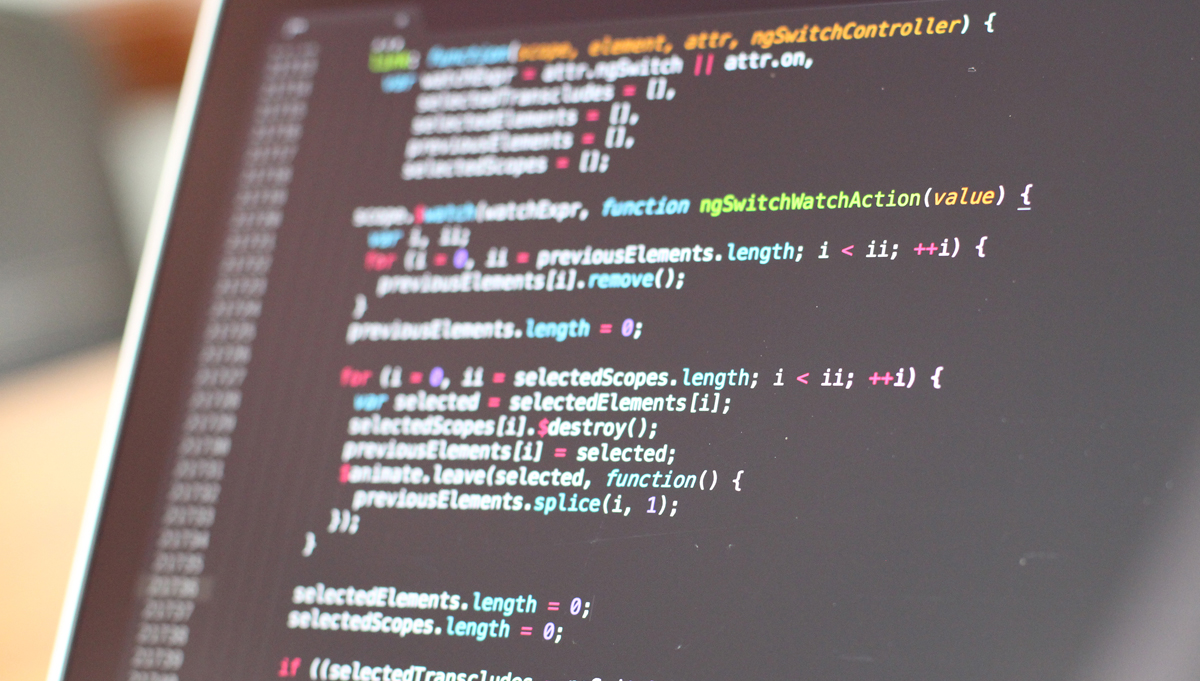 link: function(scope, element, attr, ngSwitchController) {
var watchExpr = attr.ngSwitch || attr.on,
selectedTranscludes = [],
selectedElements = [],
previousElements = [],
selectedScopes = [];
scope.$watch(watchExpr, function ngSwitchWatchAction(value) {
var i, ii;
for (i = 0, ii = previousElements.length; i < ii; ++i) {
previousElements[i].remove();
}
previousElements.length = 0;
for (i = 0, ii = selectedScopes.length; i < ii; ++i) {
var selected = selectedElements[i];
selectedScopes[i].$destroy();
previousElements[i] = selected;
$animate.leave(selected, function() {
previousElements.splice(i, 1);
});
}
selectedElements.length = 0;
selectedScopes.length = 0;
if ((selectedTranscludes